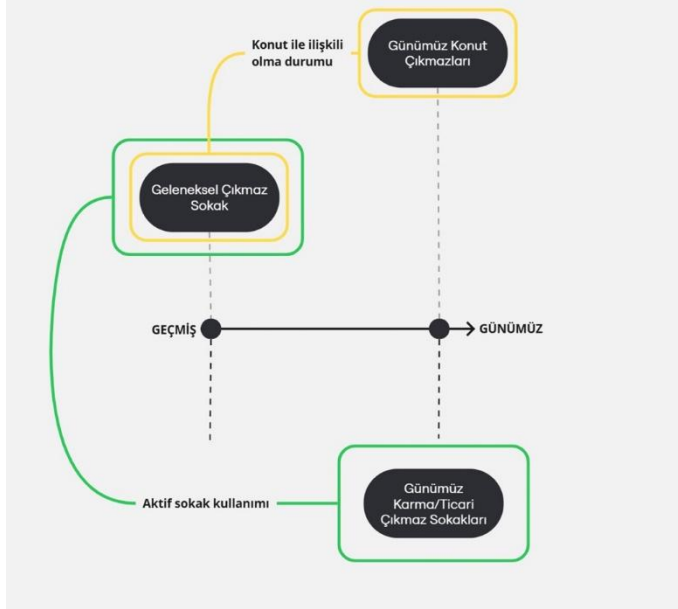 Konut ile ilişkili
olma durumu
Günümüz Konut
Çıkmazları
Geleneksel Çıkmaz
Sokak
GEÇMİŞ
GÜNÜMÜZ
Aktif sokak kullanımı
Günümüz
Karma/Ticari
Çıkmaz Sokakları